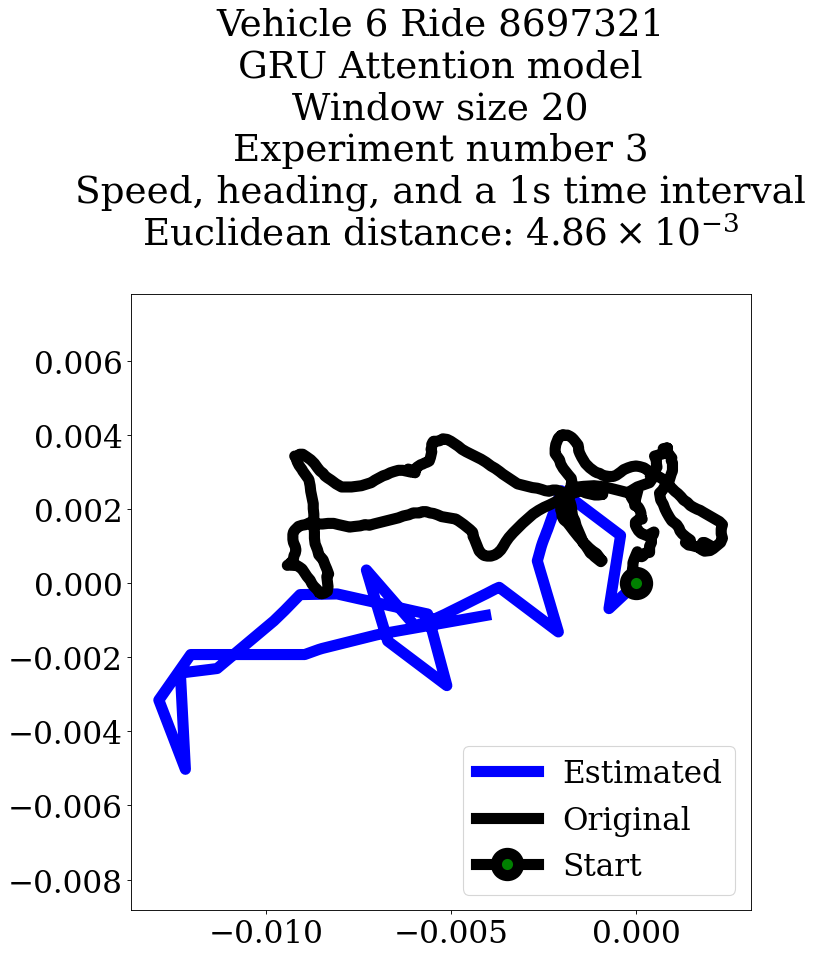 Vehicle 6 Ride 8697321
GRU Attention model
Window size 20
Experiment number 3
Speed, heading, and a 1s time interval
Euclidean distance: 4.86 × 10⁻³
0.006
0.004
0.002
0.000
−0.002
−0.004
−0.006
−0.008
Estimated
Original
Start
−0.010 −0.005 0.000